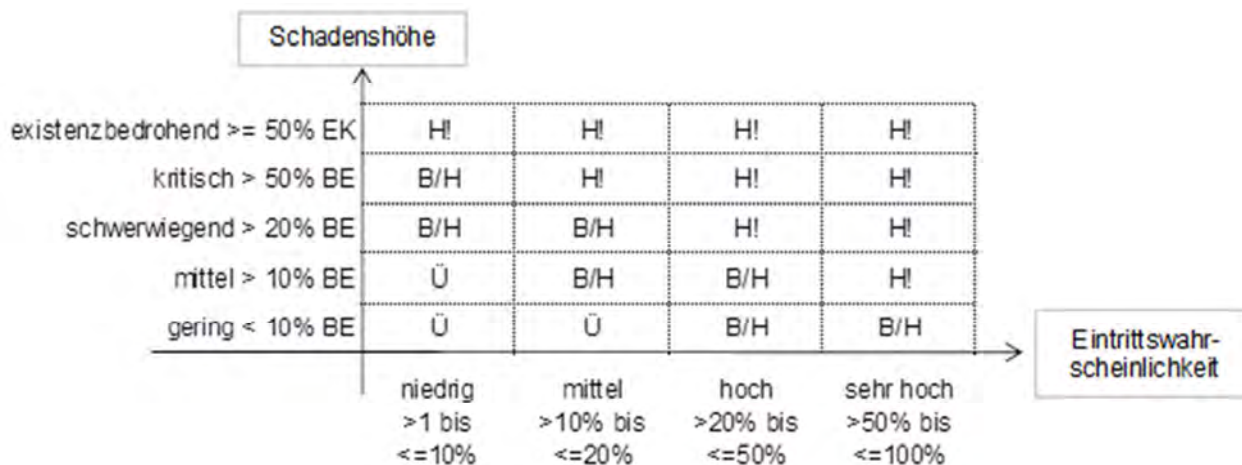 Schadenshöhe
existenzbedrohend >= 50% EK H! H! H! H!
kritisch > 50% BE B/H H! H! H!
schwerwiegend > 20% BE B/H B/H H! H!
mittel > 10% BE Ü B/H B/H H!
gering < 10% BE Ü Ü B/H B/H
Eintrittswahr-
scheinlichkeit
niedrig mittel hoch sehr hoch
>1 bis >10% bis >20% bis >50% bis
<=10% <=20% <=50% <=100%